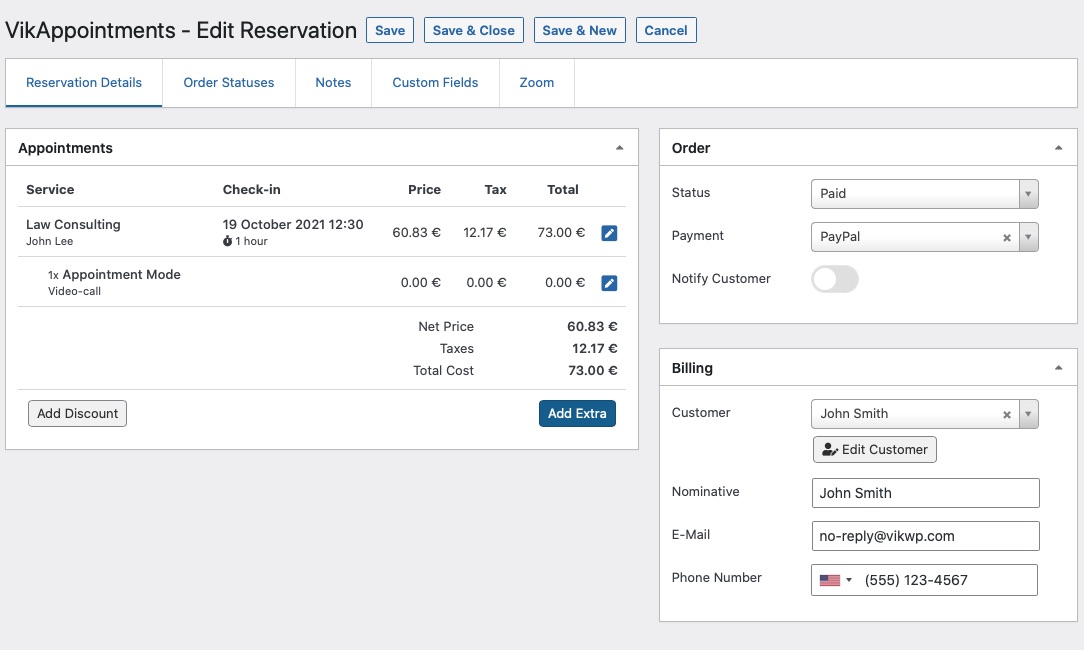 VikAppointments - Edit Reservation Save Save & Close Save & New Cancel
Reservation Details Order Statuses Notes Custom Fields Zoom
Appointments
Service Check-in Price Tax Total
Law Consulting 19 October 2021 12:30 60.83 € 12.17 € 73.00 €
John Lee 1 hour
1x Appointment Mode 0.00 € 0.00 € 0.00 €
Video-call
Net Price 60.83 €
Taxes 12.17 €
Total Cost 73.00 €
Add Discount Add Extra
Order
Status Paid
Payment PayPal
Notify Customer
Billing
Customer John Smith
Edit Customer
Nominative John Smith
E-Mail no-reply@vikwp.com
Phone Number (555) 123-4567